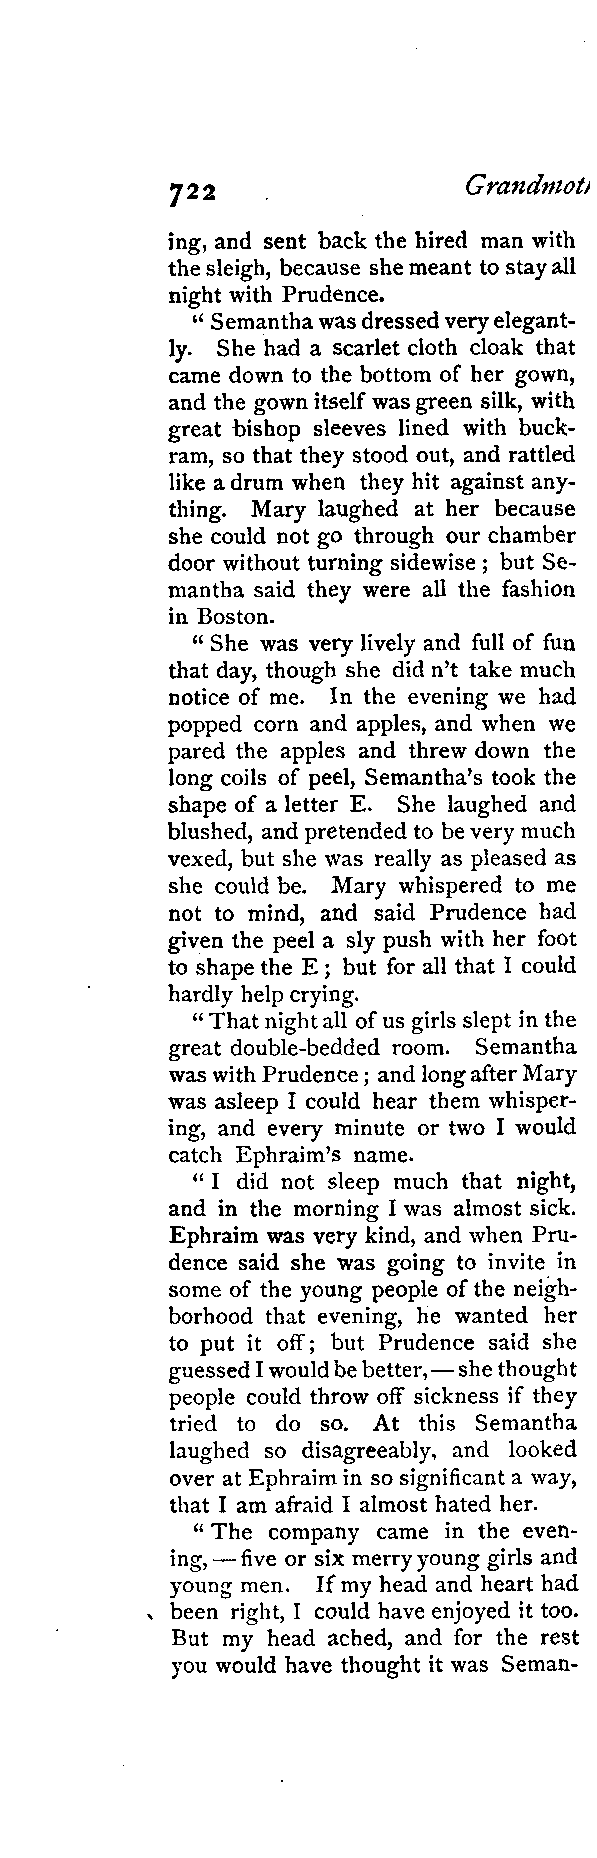 722
ing, and sent back the hired man with
the sleigh, because she meant to stay all
night with Prudence.
“ Semantha was dressed very elegant-
ly. She had a scarlet cloth cloak that
came down to the bottom of her gown,
and the gown itself was green silk, with
great bishop sleeves lined with buck-
ram, so that they stood out, and rattled
like a drum when they hit against any-
thing. Mary laughed at her because
she could not go through our chamber
door without turning sidewise ; but Se-
mantha said they were all the fashion
in Boston.
“ She was very lively and full of fun
that day, though she did n't take much
notice of me. In the evening we had
popped corn and apples, and when we
pared the apples and threw down the
long coils of peel, Semantha's took the
shape of a letter E. She laughed and
blushed, and pretended to be very much
vexed, but she was really as pleased as
she could be. Mary whispered to me
not to mind, and said Prudence had
given the peel a sly push with her foot
to shape the E ; but for all that I could
hardly help crying.
“ That night all of us girls slept in the
great double-bedded room. Semantha
was with Prudence ; and long after Mary
was asleep I could hear them whisper-
ing, and every minute or two I would
catch Ephraim's name.
“ I did not sleep much that night,
and in the morning I was almost sick.
Ephraim was very kind, and when Pru-
dence said she was going to invite in
some of the young people of the neigh-
borhood that evening, he wanted her
to put it off ; but Prudence said she
guessed I would be better, — she thought
people could throw off sickness if they
tried to do so. At this Semantha
laughed so disagreeably, and looked
over at Ephraim in so significant a way,
that I am afraid I almost hated her.
“ The company came in the even-
ing, — five or six merry young girls and
young men. If my head and heart had
been right, I could have enjoyed it too.
But my head ached, and for the rest
you would have thought it was Seman-